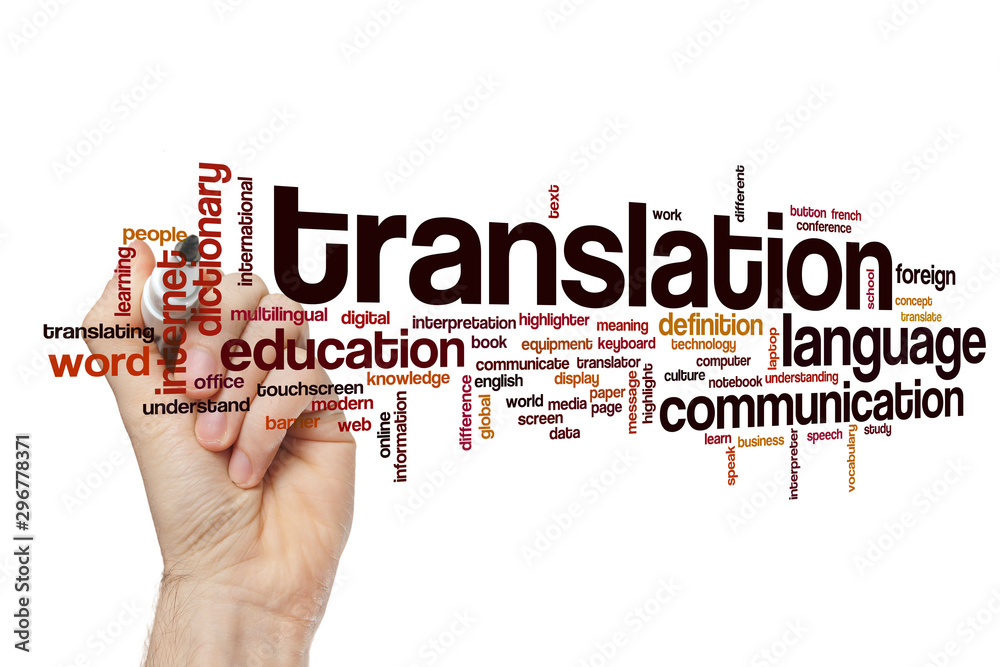 translation
language
communication
education
word
internet
dictionary
definition
people
learning
international
translating
multilingual
digital
interpretation
highlighter
text
work
different
button
french
conference
school
foreign
concept
translate
meaning
keyboard
equipment
book
technology
laptop
computer
office
touchscreen
knowledge
communicate
translator
english
display
culture
notebook
understanding
understand
barrier
modern
web
online
information
difference
global
world
screen
media
data
paper
page
message
highlight
learn
speak
business
interpreter
speech
vocabulary
study
Adobe Stock | #296778371
Adobe Stock